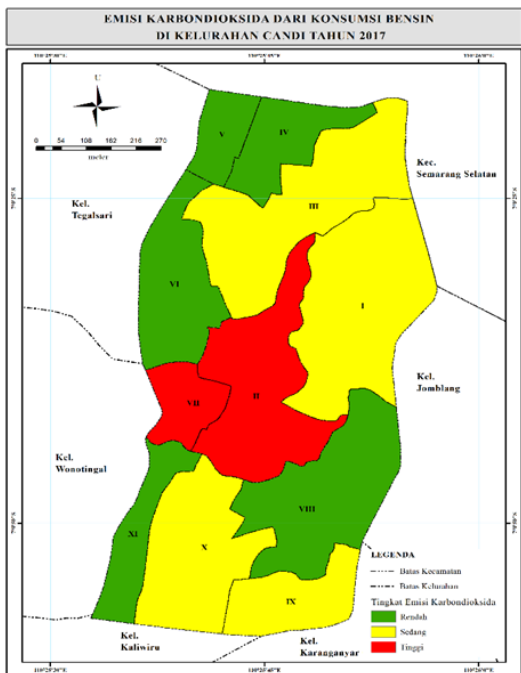 EMISI KARBONDIOKSIDA DARI KONSUMSI BENSIN
DI KELURAHAN CANDI TAHUN 2017
U
0 54 108 162 216 270
meter
V
IV
Kec.
Semarang Selatan
Kel.
Tegalsari
III
VI
I
Kel.
Jomblang
VII
II
Kel.
Wonotingal
VIII
XI
X
IX
LEGENDA
Batas Kecamatan
Batas Kelurahan
Tingkat Emisi Karbondioksida
Rendah
Sedang
Tinggi
Kel.
Kaliwiru
Kel.
Karanganyar